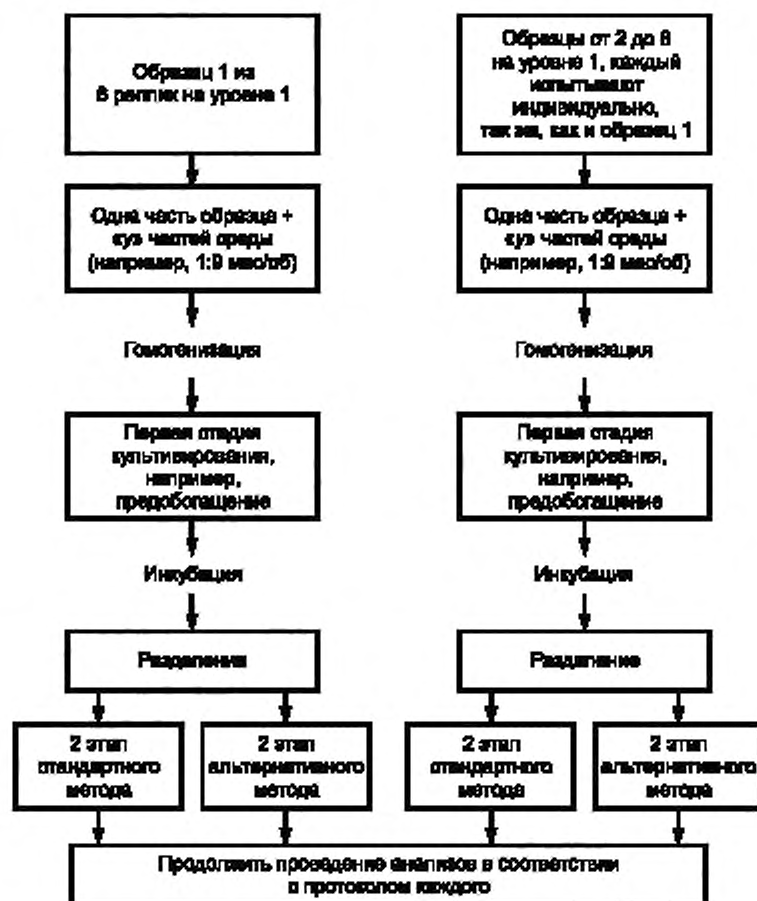 Образец 1 из
8 реплик на уровне 1
Образцы от 2 до 8
на уровне 1, каждый
испытывают
индивидуально,
так же, как и образец 1
Одна часть образца +
куэ частей среды
(например, 1:9 мас/об)
Одна часть образца +
куэ частей среды
(например, 1:9 мас/об)
Гомогенизация
Гомогенизация
Первая стадия
культивирования,
например,
предобогащение
Первая стадия
культивирования,
например,
предобогащение
Инкубация
Инкубация
Разделение
Разделение
2 этап
стандартного
метода
2 этап
альтернативного
метода
2 этап
стандартного
метода
2 этап
альтернативного
метода
Продолжить проведение анализов в соответствии
с протоколом каждого